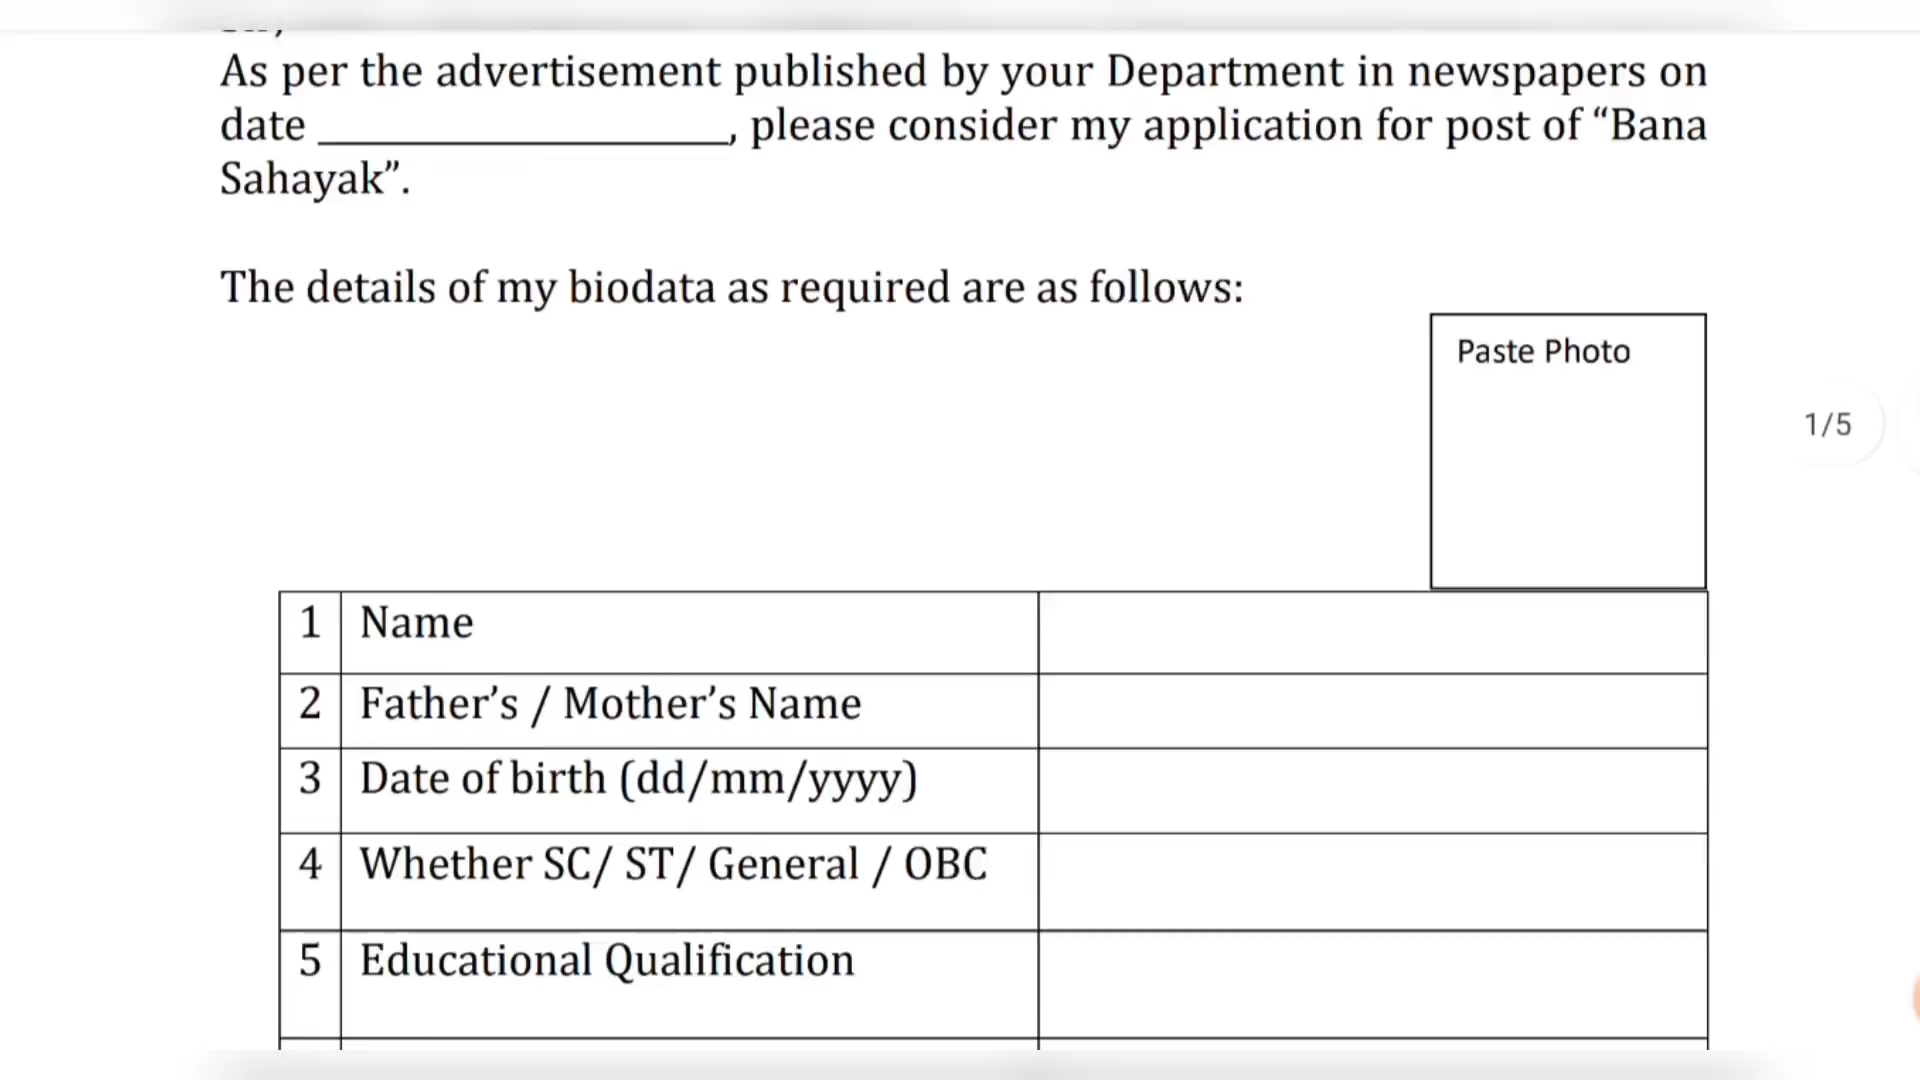 As per the advertisement published by your Department in newspapers on
date ____________________, please consider my application for post of “Bana
Sahayak”.
The details of my biodata as required are as follows:
Paste Photo
1/5
1 Name
2 Father’s / Mother’s Name
3 Date of birth (dd/mm/yyyy)
4 Whether SC/ ST/ General / OBC
5 Educational Qualification